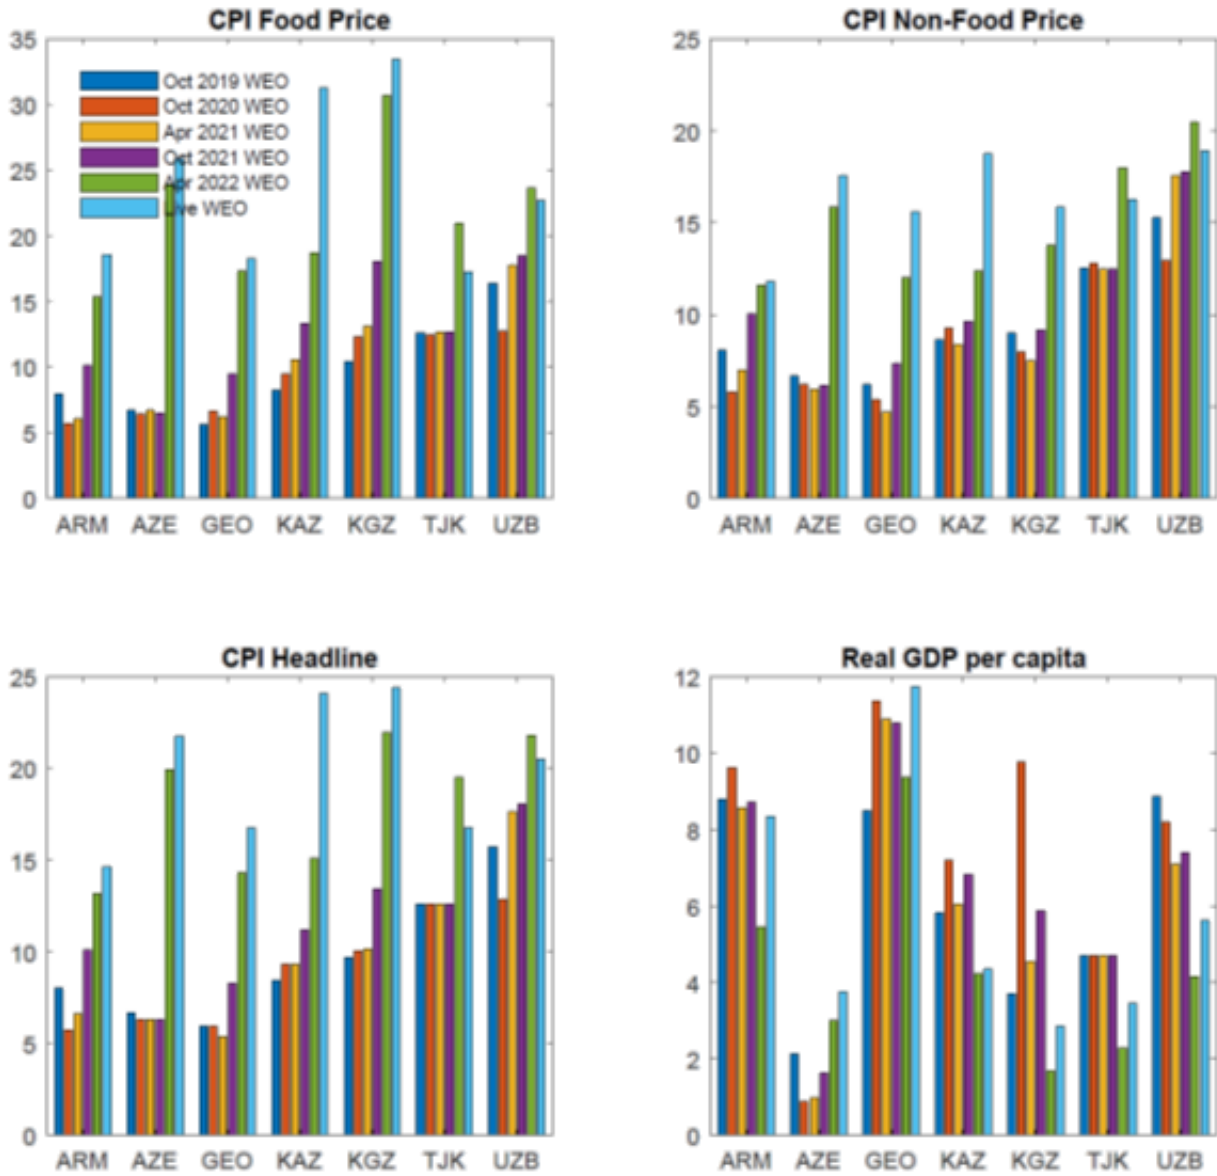 CPI Food Price
35
30
25
20
15
10
5
0
Oct 2019 WEO
Oct 2020 WEO
Apr 2021 WEO
Oct 2021 WEO
Apr 2022 WEO
Live WEO
ARM AZE GEO KAZ KGZ TJK UZB
CPI Non-Food Price
25
20
15
10
5
0
ARM AZE GEO KAZ KGZ TJK UZB
CPI Headline
25
20
15
10
5
0
ARM AZE GEO KAZ KGZ TJK UZB
Real GDP per capita
12
10
8
6
4
2
0
ARM AZE GEO KAZ KGZ TJK UZB